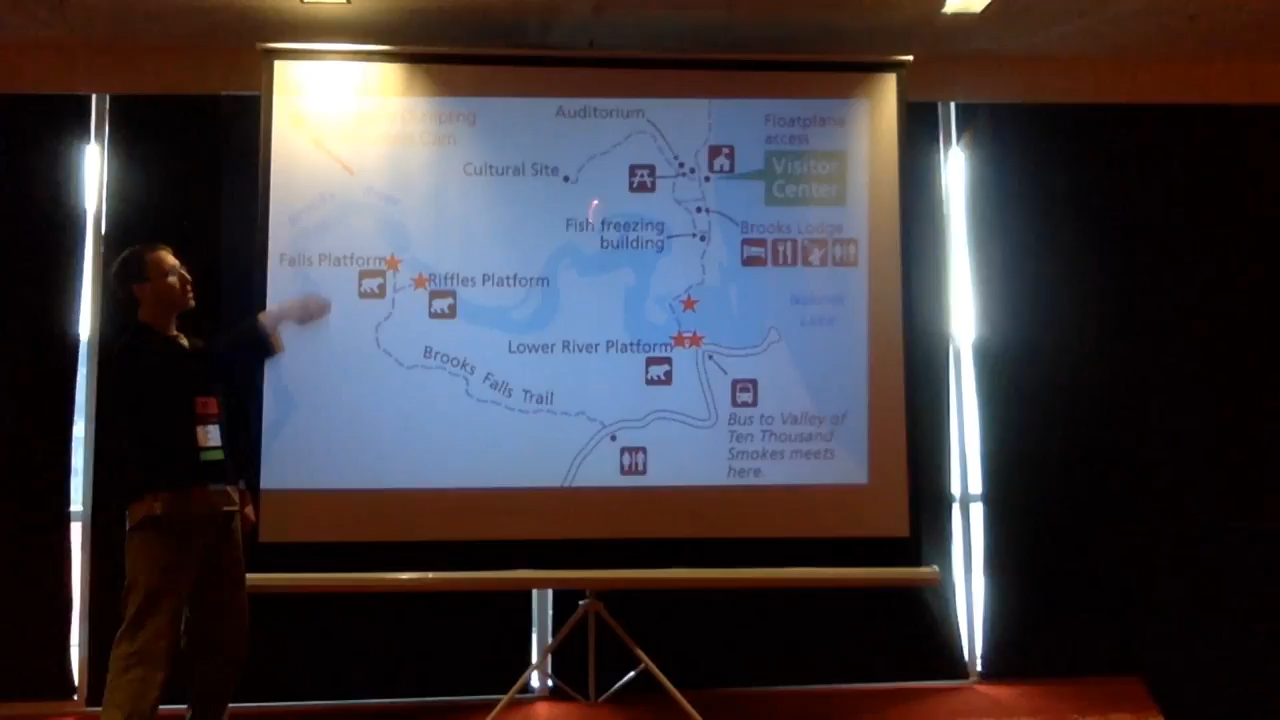 Auditorium
Floatplane
access
Cultural Site
Visitor
Center
Fish freezing
building
Brooks Lodge
Falls Platform
Riffles Platform
Lower River Platform
Brooks Falls Trail
Bus to Valley of
Ten Thousand
Smokes meets
here.